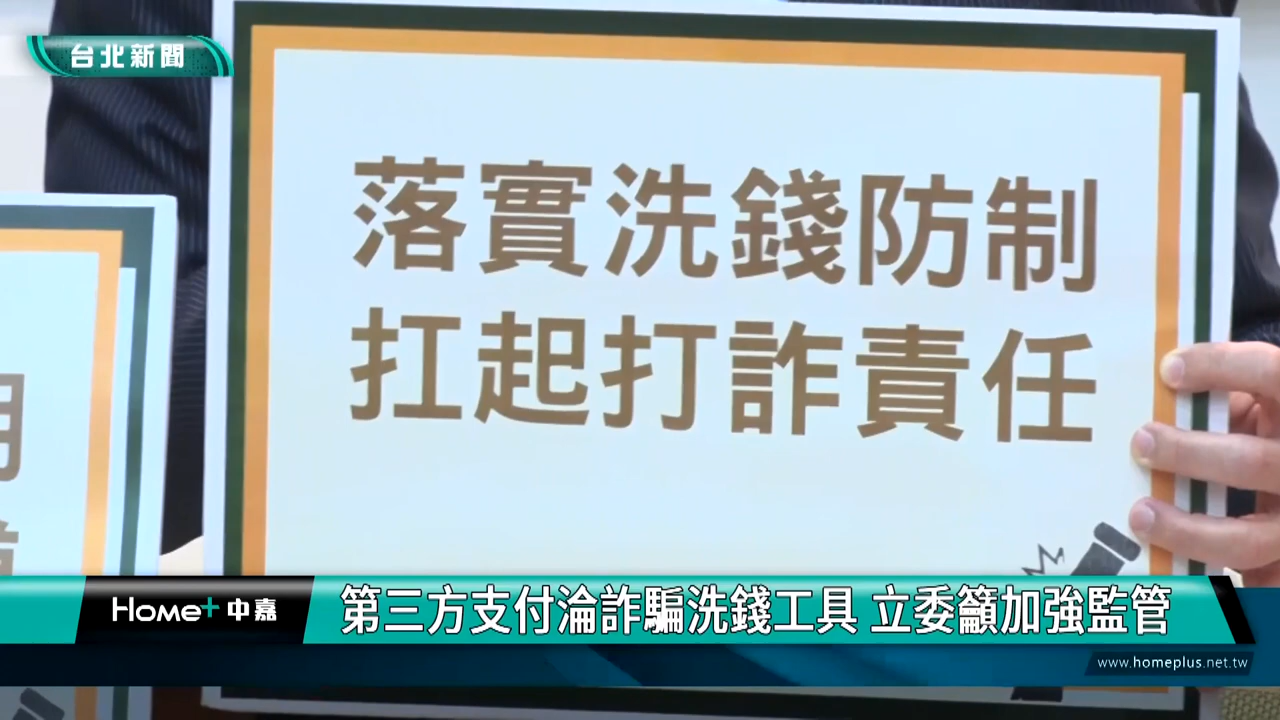 台北新聞
落實洗錢防制
扛起打詐責任
Home+中嘉
第三方支付淪詐騙洗錢工具 立委籲加強監管
www.homeplus.net.tw